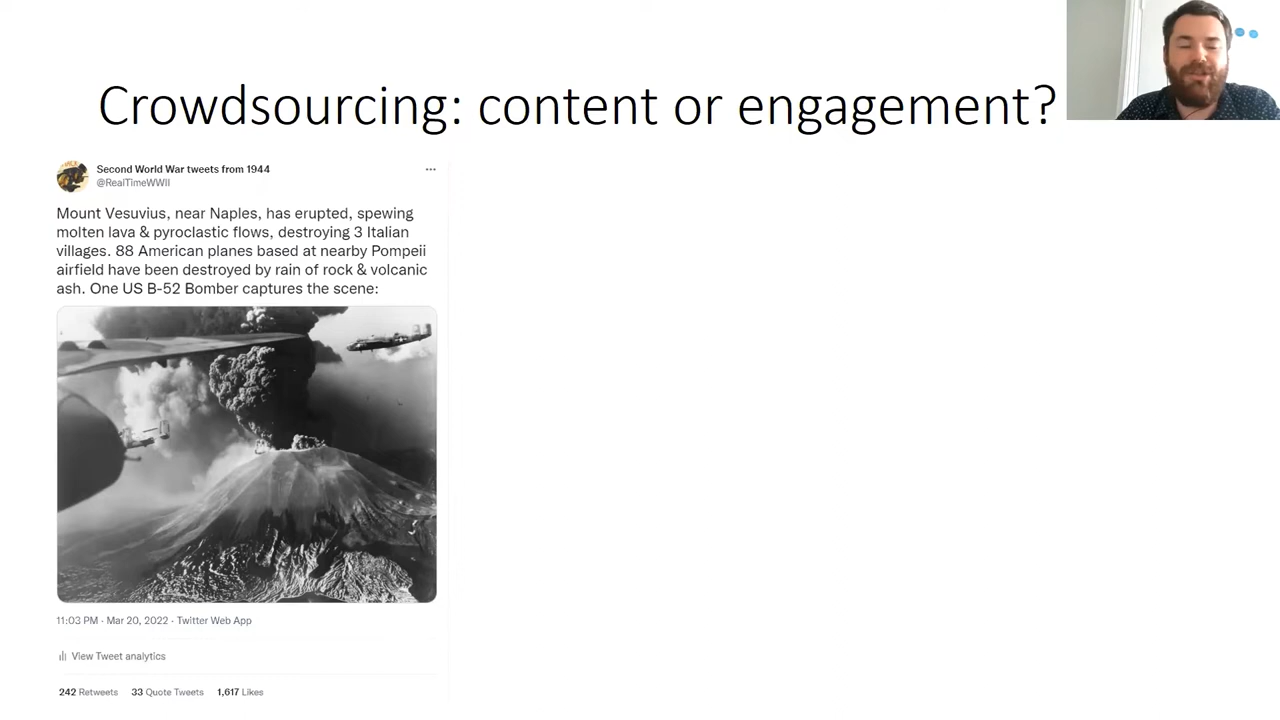 Crowdsourcing: content or engagement?
Second World War tweets from 1944
@RealTimeWWII
Mount Vesuvius, near Naples, has erupted, spewing
molten lava & pyroclastic flows, destroying 3 Italian
villages. 88 American planes based at nearby Pompeii
airfield have been destroyed by rain of rock & volcanic
ash. One US B-52 Bomber captures the scene:
11:03 PM · Mar 20, 2022 · Twitter Web App
View Tweet analytics
242 Retweets 33 Quote Tweets 1,617 Likes